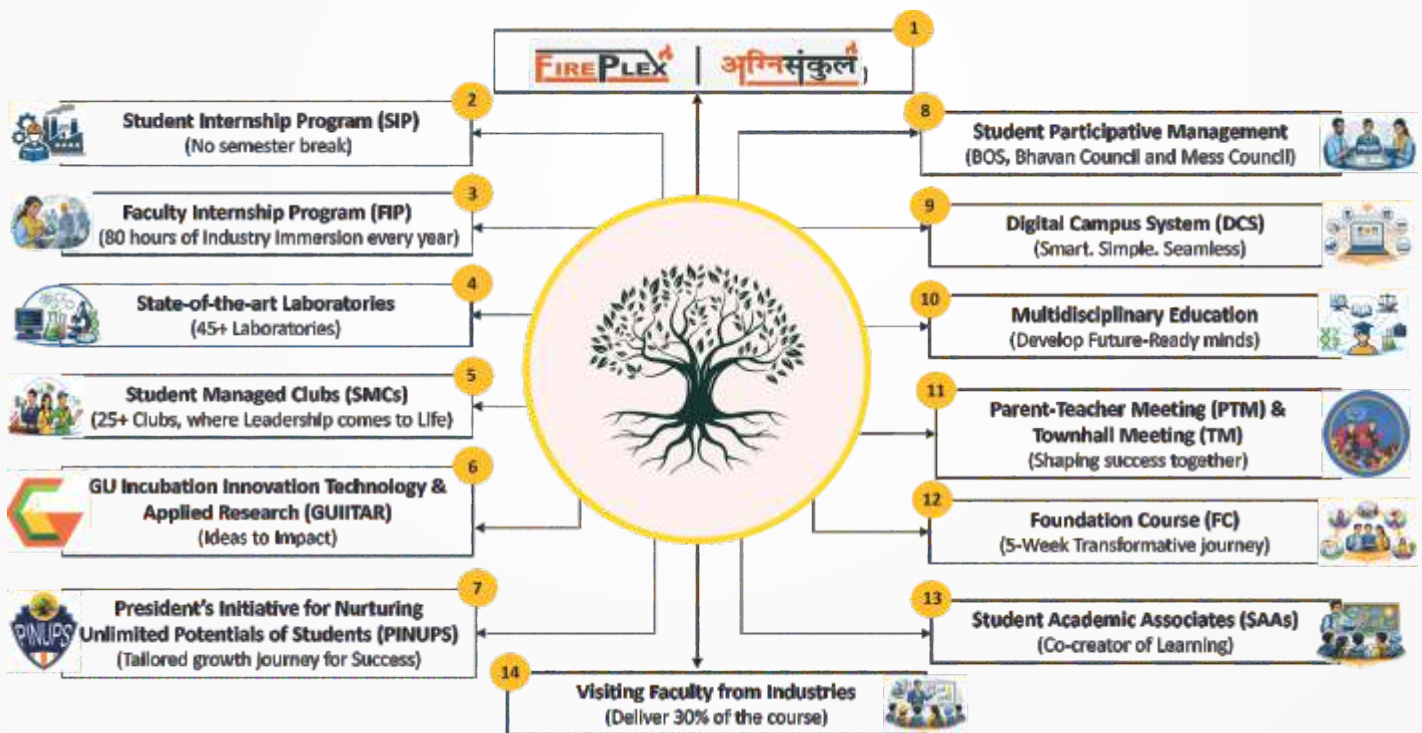 1
FIREPLEX | अग्निसंकुल
2
Student Internship Program (SIP)
(No semester break)
3
Faculty Internship Program (FIP)
(80 hours of Industry Immersion every year)
4
State-of-the-art Laboratories
(45+ Laboratories)
5
Student Managed Clubs (SMCs)
(25+ Clubs, where Leadership comes to Life)
6
GU Incubation Innovation Technology &
Applied Research (GUIITAR)
(Ideas to Impact)
7
President's Initiative for Nurturing
Unlimited Potentials of Students (PINUPS)
(Tailored growth journey for Success)
PINUPS
8
Student Participative Management
(BOS, Bhavan Council and Mess Council)
9
Digital Campus System (DCS)
(Smart. Simple. Seamless)
10
Multidisciplinary Education
(Develop Future-Ready minds)
11
Parent-Teacher Meeting (PTM) &
Townhall Meeting (TM)
(Shaping success together)
12
Foundation Course (FC)
(5-Week Transformative journey)
13
Student Academic Associates (SAAs)
(Co-creator of Learning)
14
Visiting Faculty from Industries
(Deliver 30% of the course)